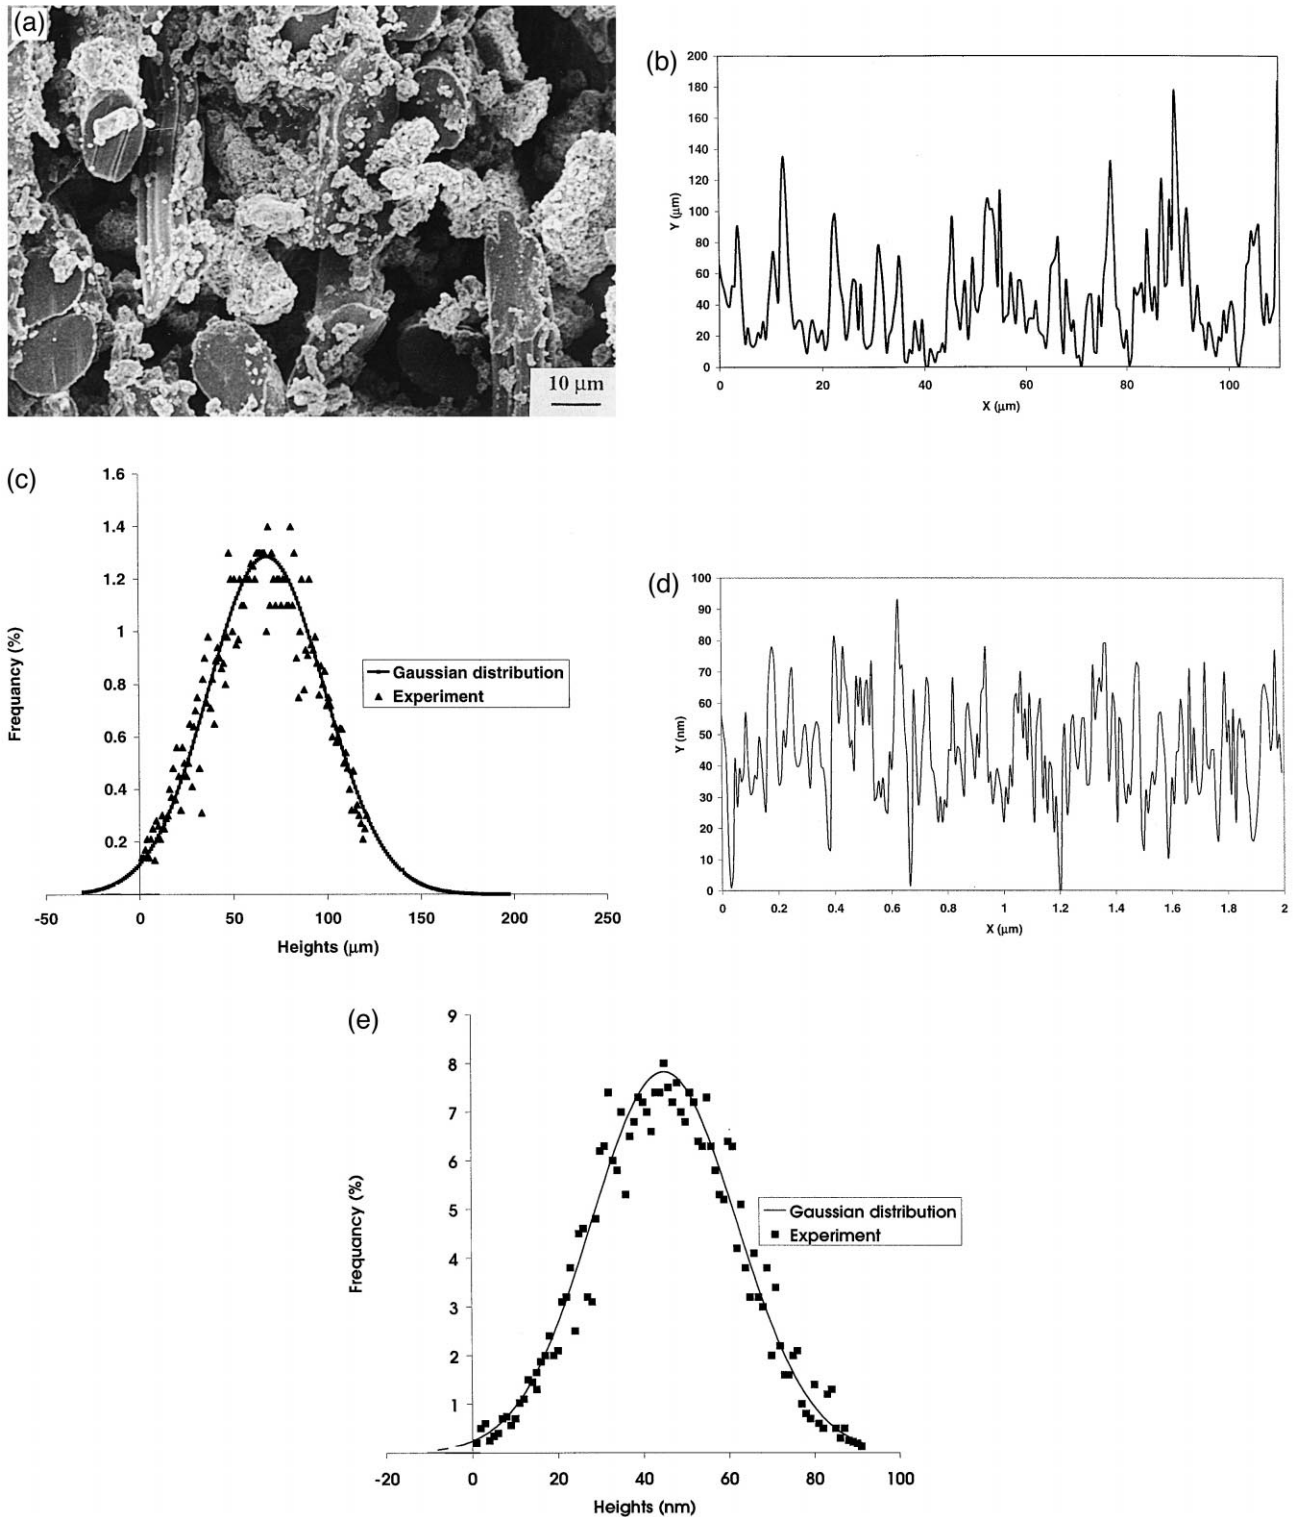 (a)
10 μm
(b)
200
180
160
140
120
100
80
60
40
20
0
Y (μm)
0 20 40 60 80 100
X (μm)
(c)
1.6
1.4
1.2
1
0.8
0.6
0.4
0.2
Frequancy (%)
Gaussian distribution
Experiment
-50 0 50 100 150 200 250
Heights (μm)
(d)
100
90
80
70
60
50
40
30
20
10
0
Y (nm)
0 0.2 0.4 0.6 0.8 1 1.2 1.4 1.6 1.8 2
X (μm)
(e)
9
8
7
6
5
4
3
2
1
Frequancy (%)
Gaussian distribution
Experiment
-20 0 20 40 60 80 100
Heights (nm)